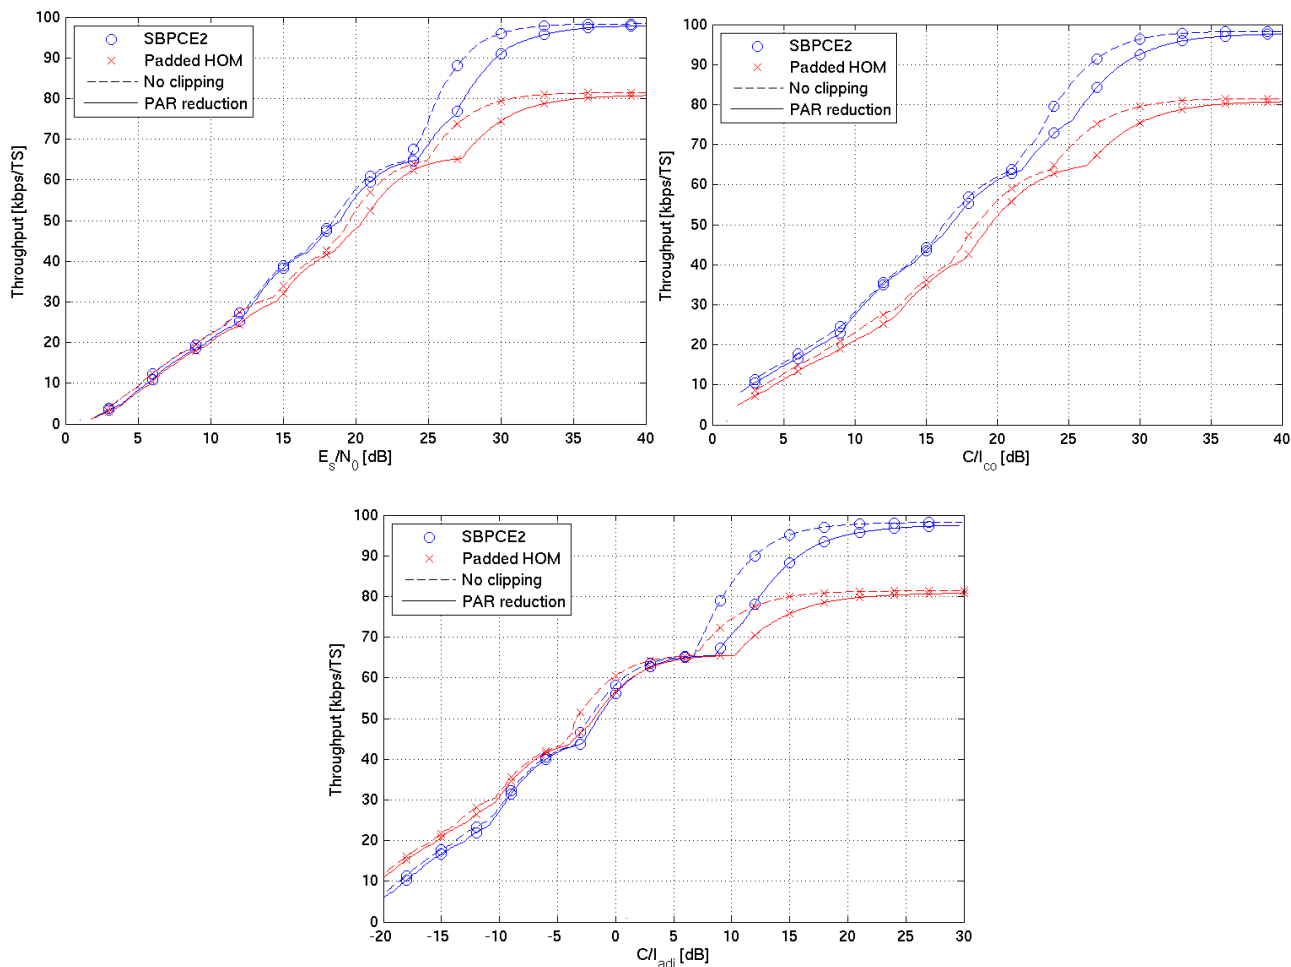 100
90
80
70
60
50
40
30
20
10
0
Throughput [kbps/TS]
SBPCE2
Padded HOM
No clipping
PAR reduction
0 5 10 15 20 25 30 35 40
E_s/N_0 [dB]
100
90
80
70
60
50
40
30
20
10
0
Throughput [kbps/TS]
SBPCE2
Padded HOM
No clipping
PAR reduction
0 5 10 15 20 25 30 35 40
C/I_co [dB]
100
90
80
70
60
50
40
30
20
10
0
Throughput [kbps/TS]
SBPCE2
Padded HOM
No clipping
PAR reduction
-20 -15 -10 -5 0 5 10 15 20 25 30
C/I_adj [dB]